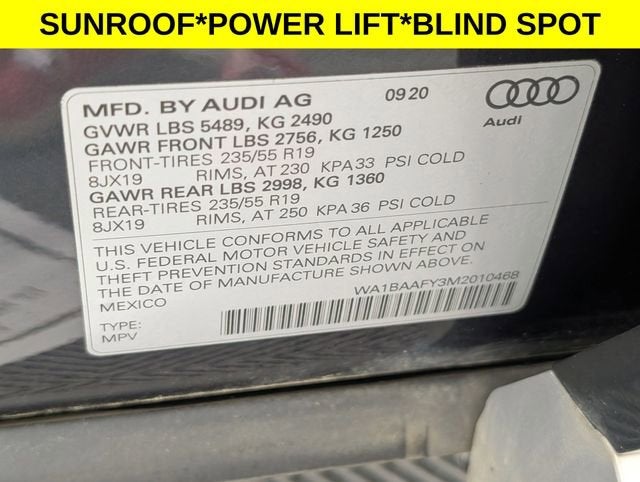 SUNROOF*POWER LIFT*BLIND SPOT
MFD. BY AUDI AG 09 20
GVWR LBS 5489, KG 2490
GAWR FRONT LBS 2756, KG 1250
FRONT-TIRES 235/55 R19
8JX19 RIMS, AT 230 KPA 33 PSI COLD
GAWR REAR LBS 2998, KG 1360
REAR-TIRES 235/55 R19
8JX19 RIMS, AT 250 KPA 36 PSI COLD
Audi
THIS VEHICLE CONFORMS TO ALL APPLICABLE
U.S. FEDERAL MOTOR VEHICLE SAFETY AND
THEFT PREVENTION STANDARDS IN EFFECT ON
THE DATE OF MANUFACTURE SHOWN ABOVE.
MEXICO
WA1BAAFY3M2010468
TYPE:
MPV